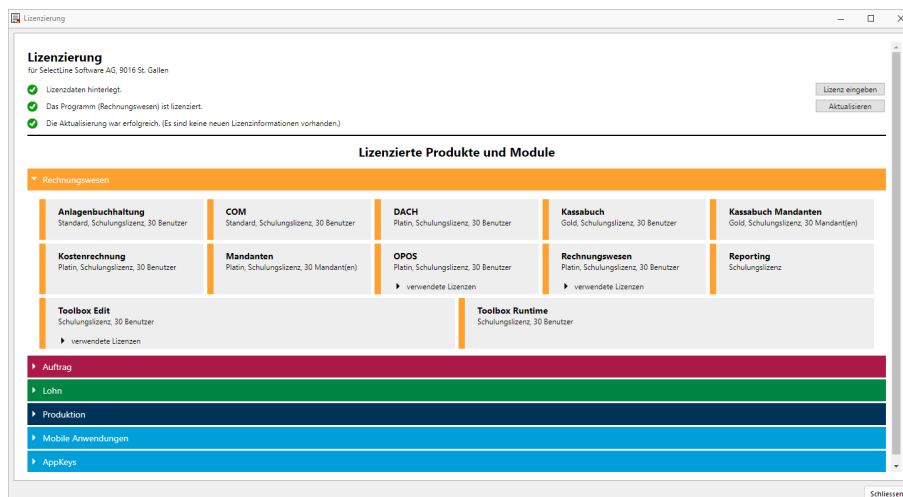 Lizenzierung
Lizenzierung
für SelectLine Software AG, 9016 St. Gallen
Lizenzdaten hinterlegt.
Lizenz eingeben
Das Programm (Rechnungswesen) ist lizenziert.
Aktualisieren
Die Aktualisierung war erfolgreich. (Es sind keine neuen Lizenzinformationen vorhanden.)
Lizenzierte Produkte und Module
Rechnungswesen
Anlagenbuchhaltung
Standard, Schulungslizenz, 30 Benutzer
COM
Standard, Schulungslizenz, 30 Benutzer
DACH
Platin, Schulungslizenz, 30 Benutzer
Kassabuch
Gold, Schulungslizenz, 30 Benutzer
Kassabuch Mandanten
Gold, Schulungslizenz, 30 Mandant(en)
Kostenrechnung
Platin, Schulungslizenz, 30 Benutzer
Mandanten
Platin, Schulungslizenz, 30 Mandant(en)
OPOS
Platin, Schulungslizenz, 30 Benutzer
verwendete Lizenzen
Rechnungswesen
Platin, Schulungslizenz, 30 Benutzer
verwendete Lizenzen
Reporting
Schulungslizenz
Toolbox Edit
Schulungslizenz, 30 Benutzer
verwendete Lizenzen
Toolbox Runtime
Schulungslizenz, 30 Benutzer
Auftrag
Lohn
Produktion
Mobile Anwendungen
AppKeys
Schliessen